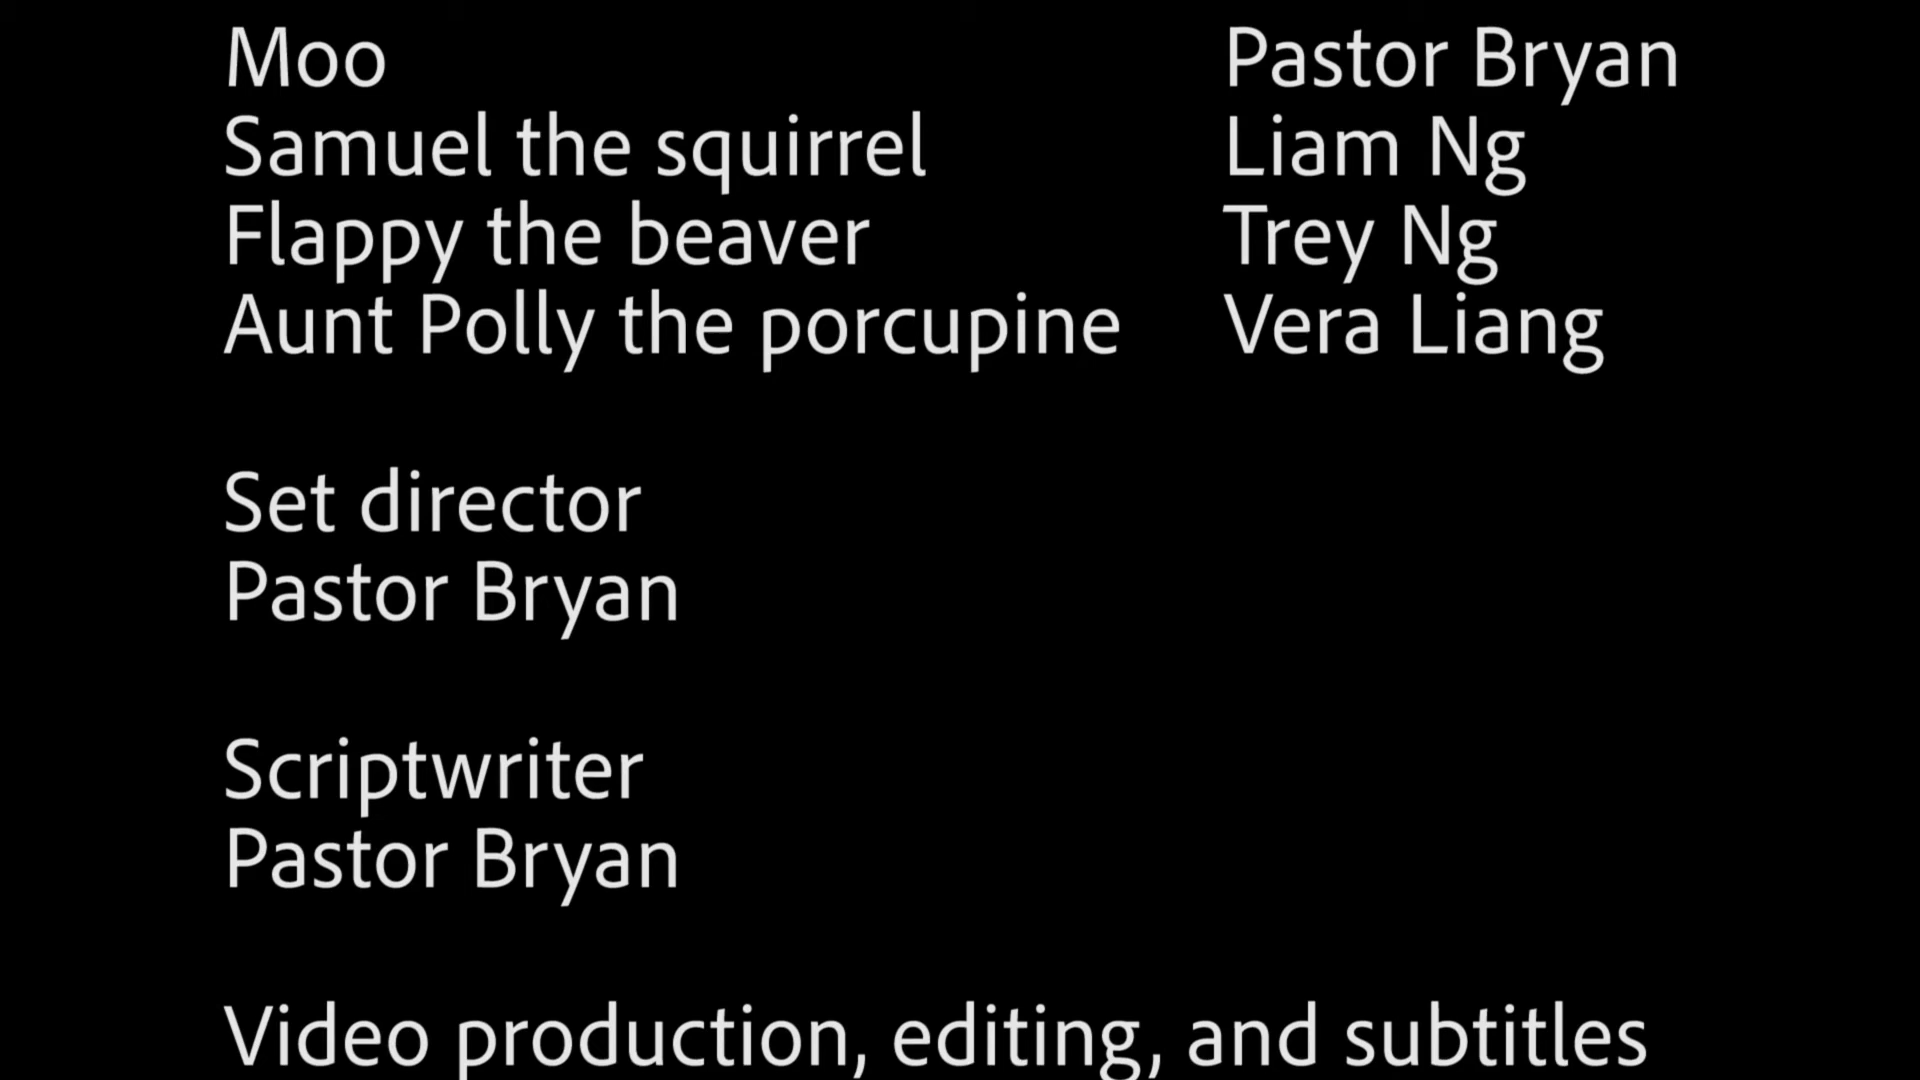 Moo Pastor Bryan
Samuel the squirrel Liam Ng
Flappy the beaver Trey Ng
Aunt Polly the porcupine Vera Liang
Set director
Pastor Bryan
Scriptwriter
Pastor Bryan
Video production, editing, and subtitles